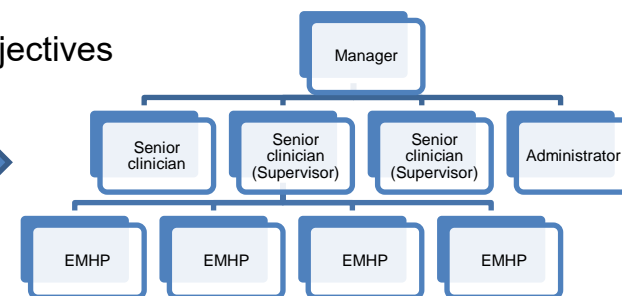 jectives
Manager
Senior
clinician
Senior
clinician
(Supervisor)
Senior
clinician
(Supervisor)
Administrator
EMHP
EMHP
EMHP
EMHP